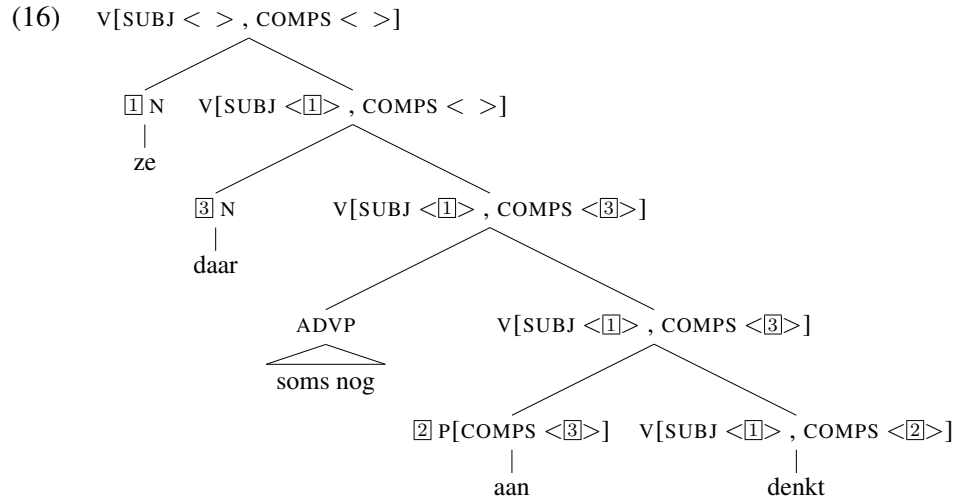 (16) V[SUBJ < > , COMPS < >]
1 N V[SUBJ <1> , COMPS < >]
ze
3 N V[SUBJ <1> , COMPS <3>]
daar
ADVP V[SUBJ <1> , COMPS <3>]
soms nog
2 P[COMPS <3>] V[SUBJ <1> , COMPS <2>]
aan denkt